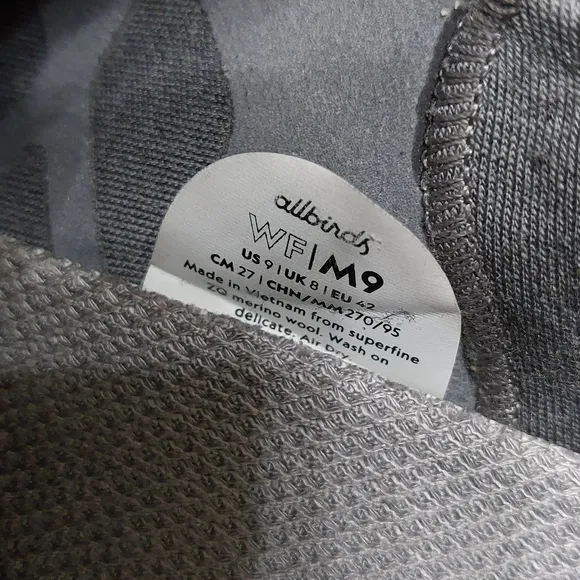 allbirds
WF | M9
US 9 | UK 8 | EU 42
CM 27 | CHN/MM 270/95
Made in Vietnam from superfine
ZQ merino wool. Wash on
delicate. Air Dry